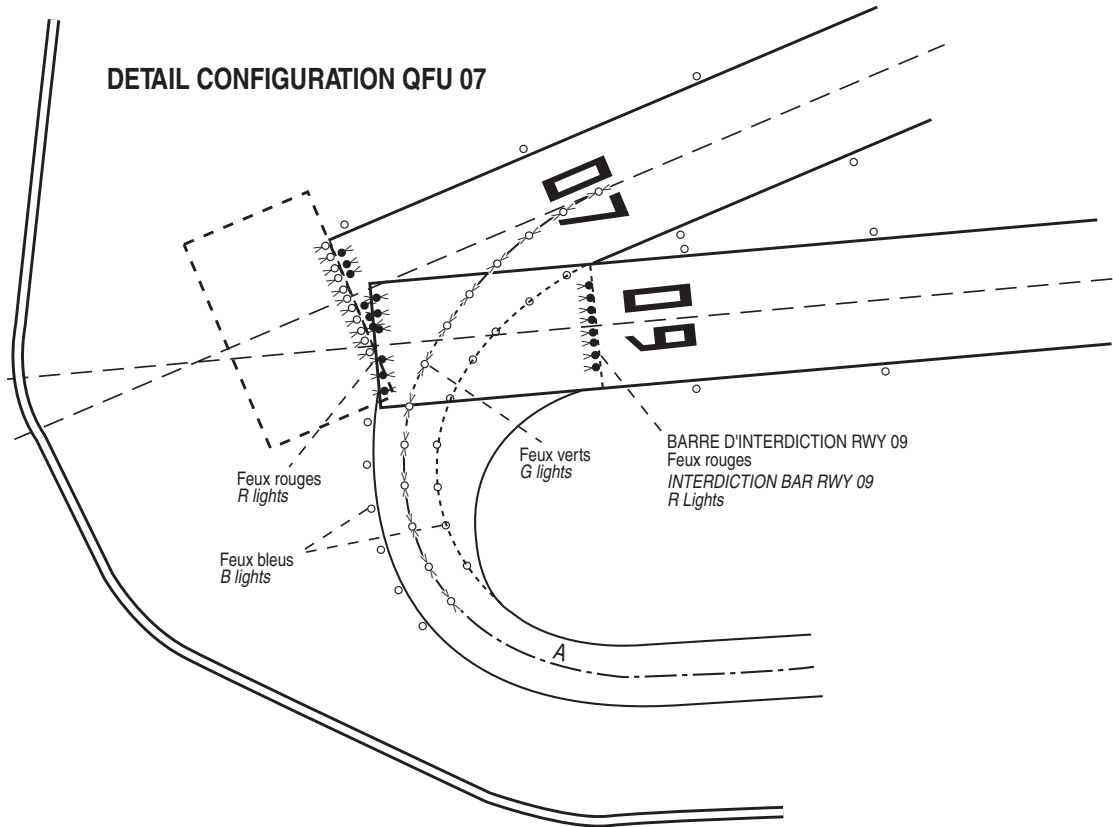 DETAIL CONFIGURATION QFU 07
07
09
Feux rouges
R lights
Feux verts
G lights
BARRE D'INTERDICTION RWY 09
Feux rouges
INTERDICTION BAR RWY 09
R Lights
Feux bleus
B lights
A